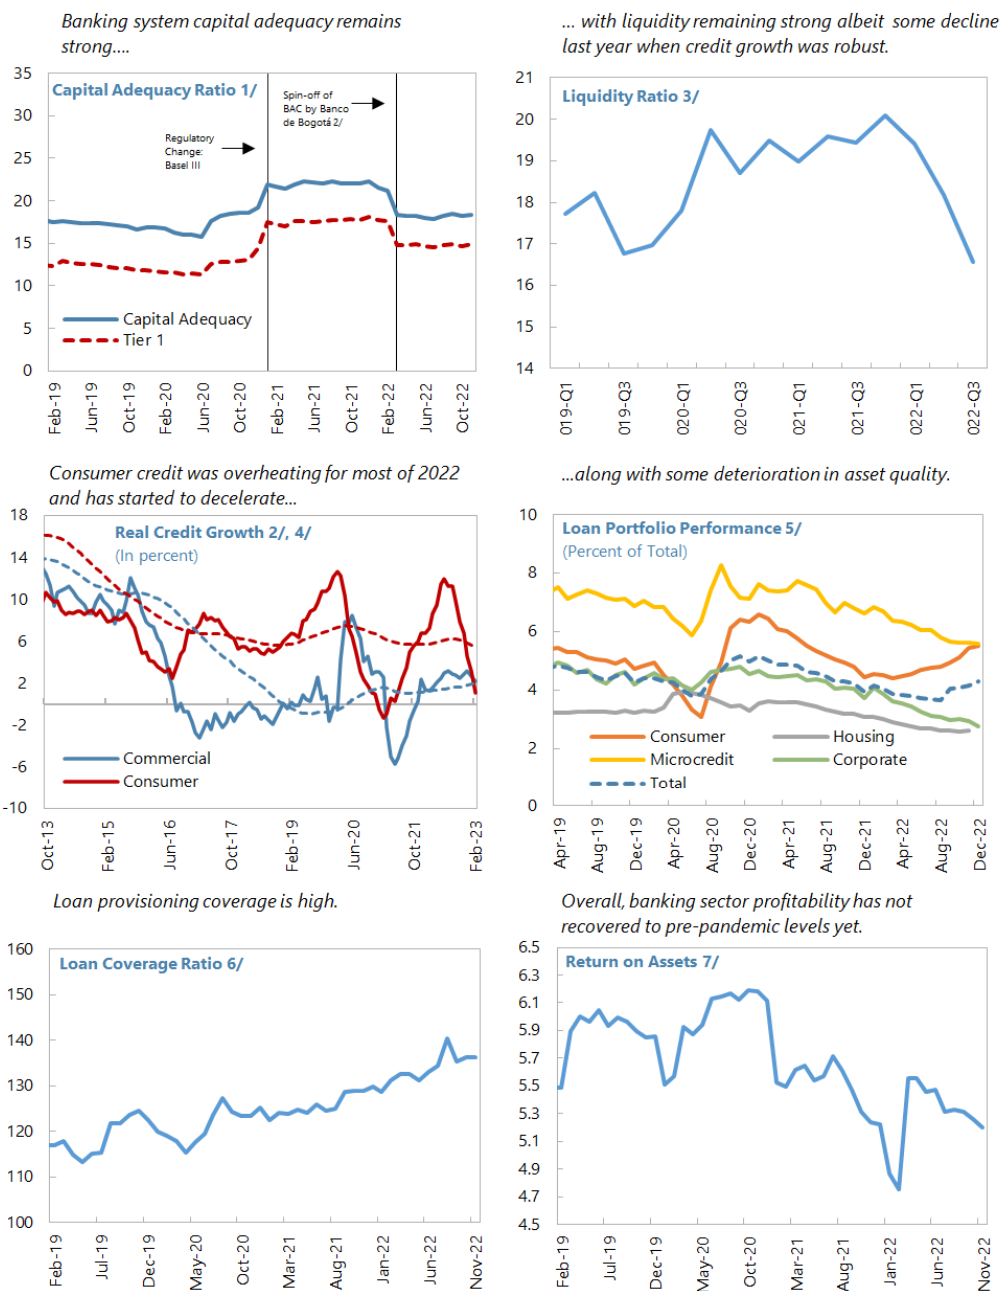 Banking system capital adequacy remains
strong....
Capital Adequacy Ratio 1/
35
30
25
20
15
10
5
0
Regulatory
Change:
Basel III
Spin-off of
BAC by Banco
de Bogotá 2/
Capital Adequacy
Tier 1
Feb-19
Jun-19
Oct-19
Feb-20
Jun-20
Oct-20
Feb-21
Jun-21
Oct-21
Feb-22
Jun-22
Oct-22
... with liquidity remaining strong albeit some decline
last year when credit growth was robust.
Liquidity Ratio 3/
21
20
19
18
17
16
15
14
019-Q1
019-Q3
020-Q1
020-Q3
021-Q1
021-Q3
022-Q1
022-Q3
Consumer credit was overheating for most of 2022
and has started to decelerate...
Real Credit Growth 2/, 4/
(In percent)
18
14
10
6
2
-2
-6
-10
Commercial
Consumer
Oct-13
Feb-15
Jun-16
Oct-17
Feb-19
Jun-20
Oct-21
Feb-23
...along with some deterioration in asset quality.
Loan Portfolio Performance 5/
(Percent of Total)
10
8
6
4
2
0
Consumer
Housing
Microcredit
Corporate
Total
Apr-19
Aug-19
Dec-19
Apr-20
Aug-20
Dec-20
Apr-21
Aug-21
Dec-21
Apr-22
Aug-22
Dec-22
Loan provisioning coverage is high.
Loan Coverage Ratio 6/
160
150
140
130
120
110
100
Feb-19
Jul-19
Dec-19
May-20
Oct-20
Mar-21
Aug-21
Jan-22
Jun-22
Nov-22
Overall, banking sector profitability has not
recovered to pre-pandemic levels yet.
Return on Assets 7/
6.5
6.3
6.1
5.9
5.7
5.5
5.3
5.1
4.9
4.7
4.5
Feb-19
Jul-19
Dec-19
May-20
Oct-20
Mar-21
Aug-21
Jan-22
Jun-22
Nov-22